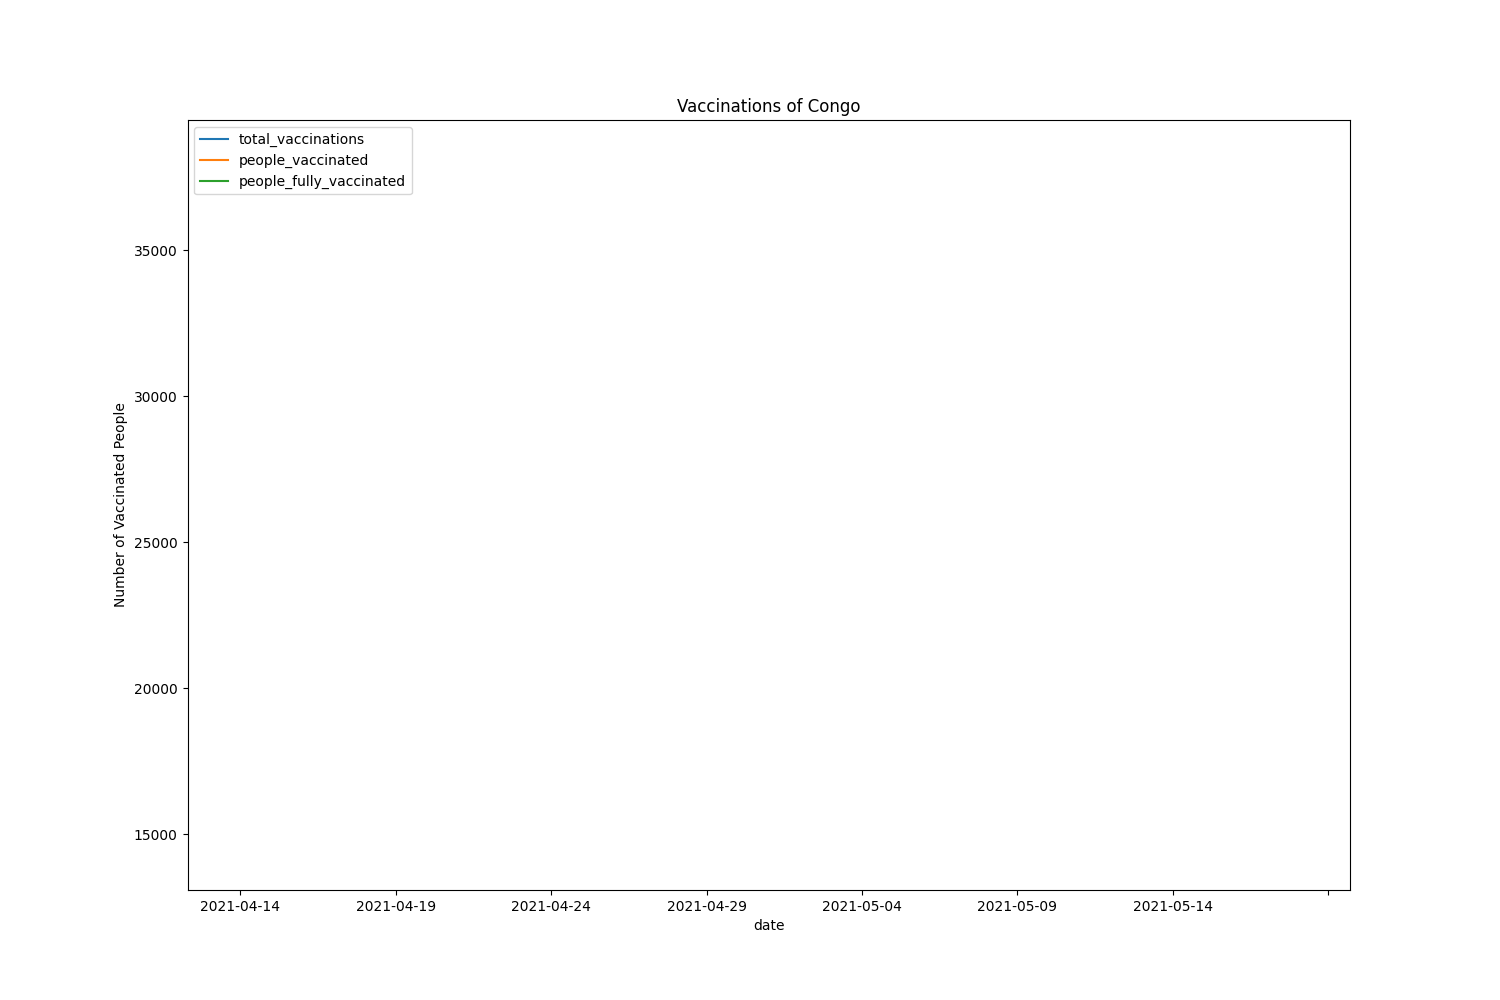 Vaccinations of Congo
total_vaccinations
people_vaccinated
people_fully_vaccinated
Number of Vaccinated People
35000
30000
25000
20000
15000
2021-04-14 2021-04-19 2021-04-24 2021-04-29 2021-05-04 2021-05-09 2021-05-14
date